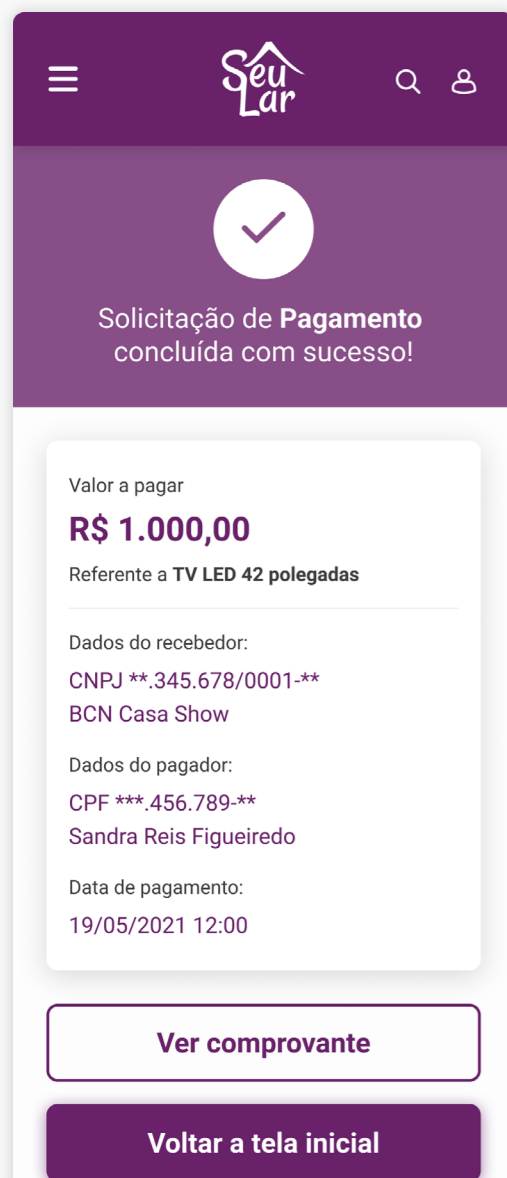 Seu
Lar
Solicitação de Pagamento
concluída com sucesso!
Valor a pagar
R$ 1.000,00
Referente a TV LED 42 polegadas
Dados do recebedor:
CNPJ **.345.678/0001-**
BCN Casa Show
Dados do pagador:
CPF ***.456.789-**
Sandra Reis Figueiredo
Data de pagamento:
19/05/2021 12:00
Ver comprovante
Voltar a tela inicial